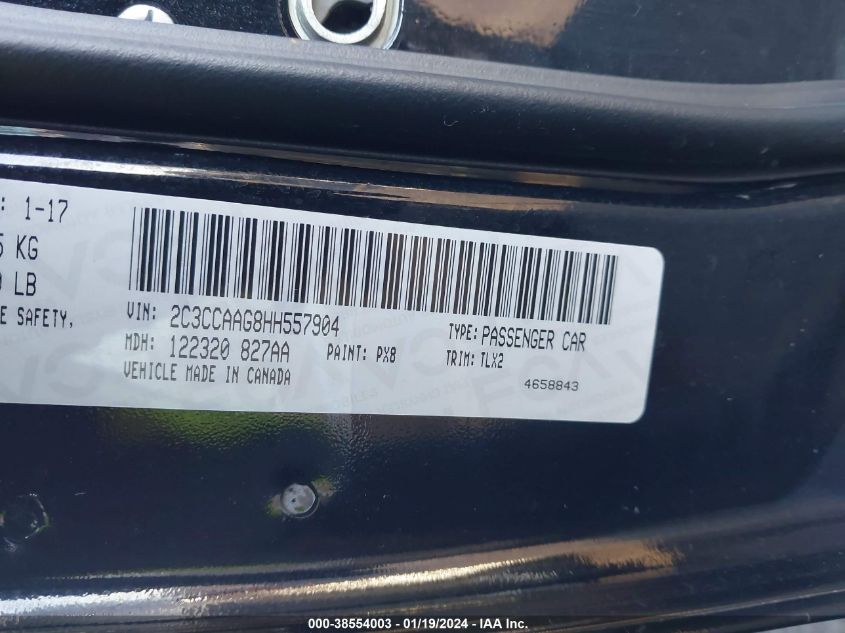 : 1-17
KG
LB
E SAFETY,
VIN: 2C3CCAAG8HH557904
TYPE: PASSENGER CAR
MDH: 122320 827AA
PAINT: PX8
TRIM: TLX2
VEHICLE MADE IN CANADA
4658843
000-38554003 - 01/19/2024 - IAA Inc.